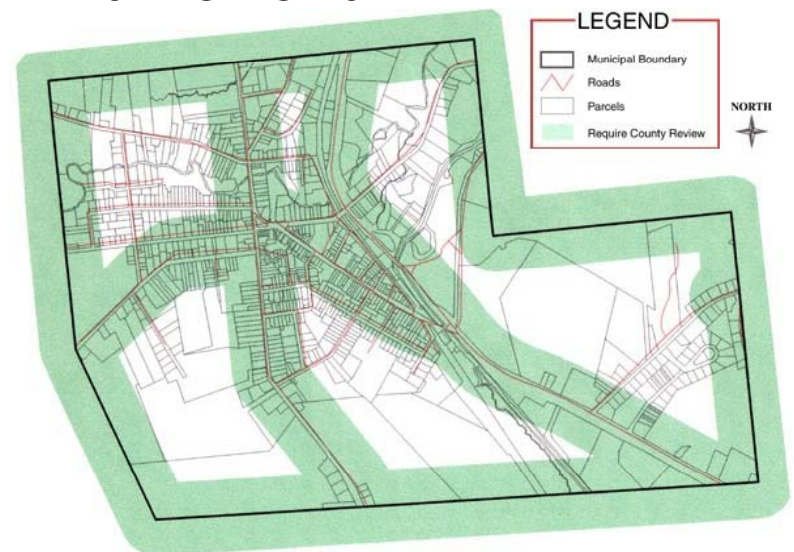 LEGEND
Municipal Boundary
Roads
Parcels
Require County Review
NORTH